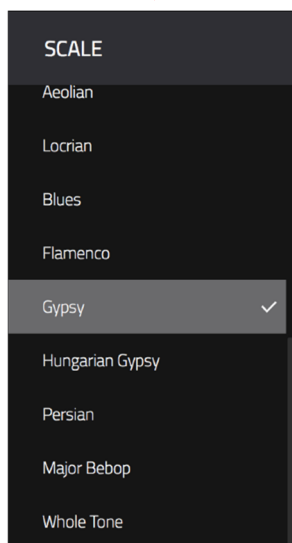 SCALE
Aeolian
Locrian
Blues
Flamenco
Gypsy
Hungarian Gypsy
Persian
Major Bebop
Whole Tone